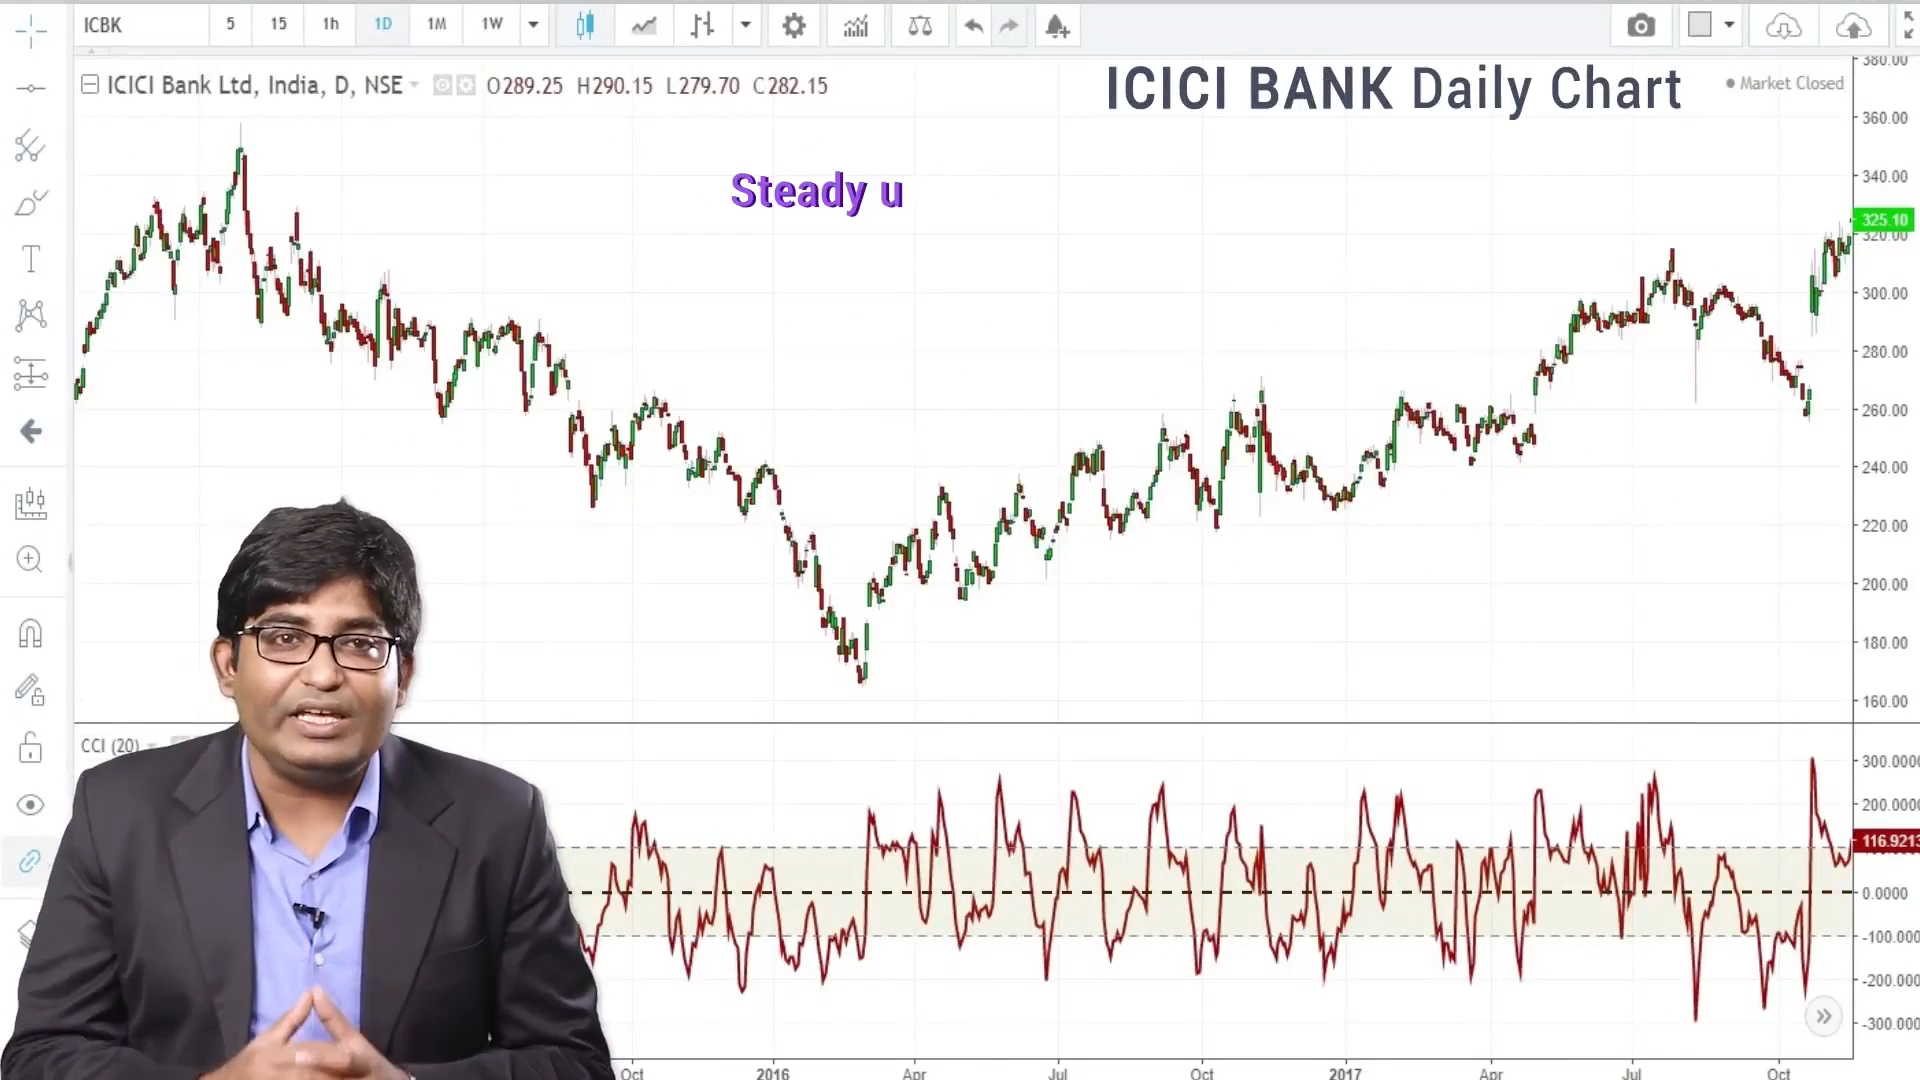 ICBK 5 15 1h 1D 1M 1W
ICICI Bank Ltd, India, D, NSE O289.25 H290.15 L279.70 C282.15
ICICI BANK Daily Chart
Market Closed
Steady u
380.00
360.00
340.00
325.10
320.00
300.00
280.00
260.00
240.00
220.00
200.00
180.00
160.00
CCI (20)
300.0000
200.0000
116.9213
0.0000
-100.0000
-200.0000
-300.0000
Oct 2016 Apr Jul Oct 2017 Apr Jul Oct